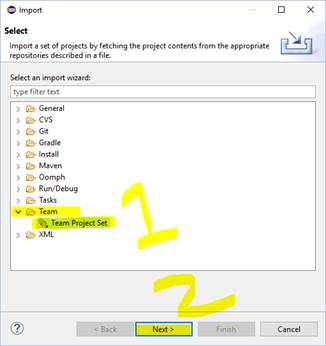 Import
Select
Import a set of projects by fetching the project contents from the appropriate
repositories described in a file.
Select an import wizard:
type filter text
General
CVS
Git
Gradle
Install
Maven
Oomph
Run/Debug
Tasks
Team
Team Project Set
XML
1
2
?
< Back
Next >
Finish
Cancel